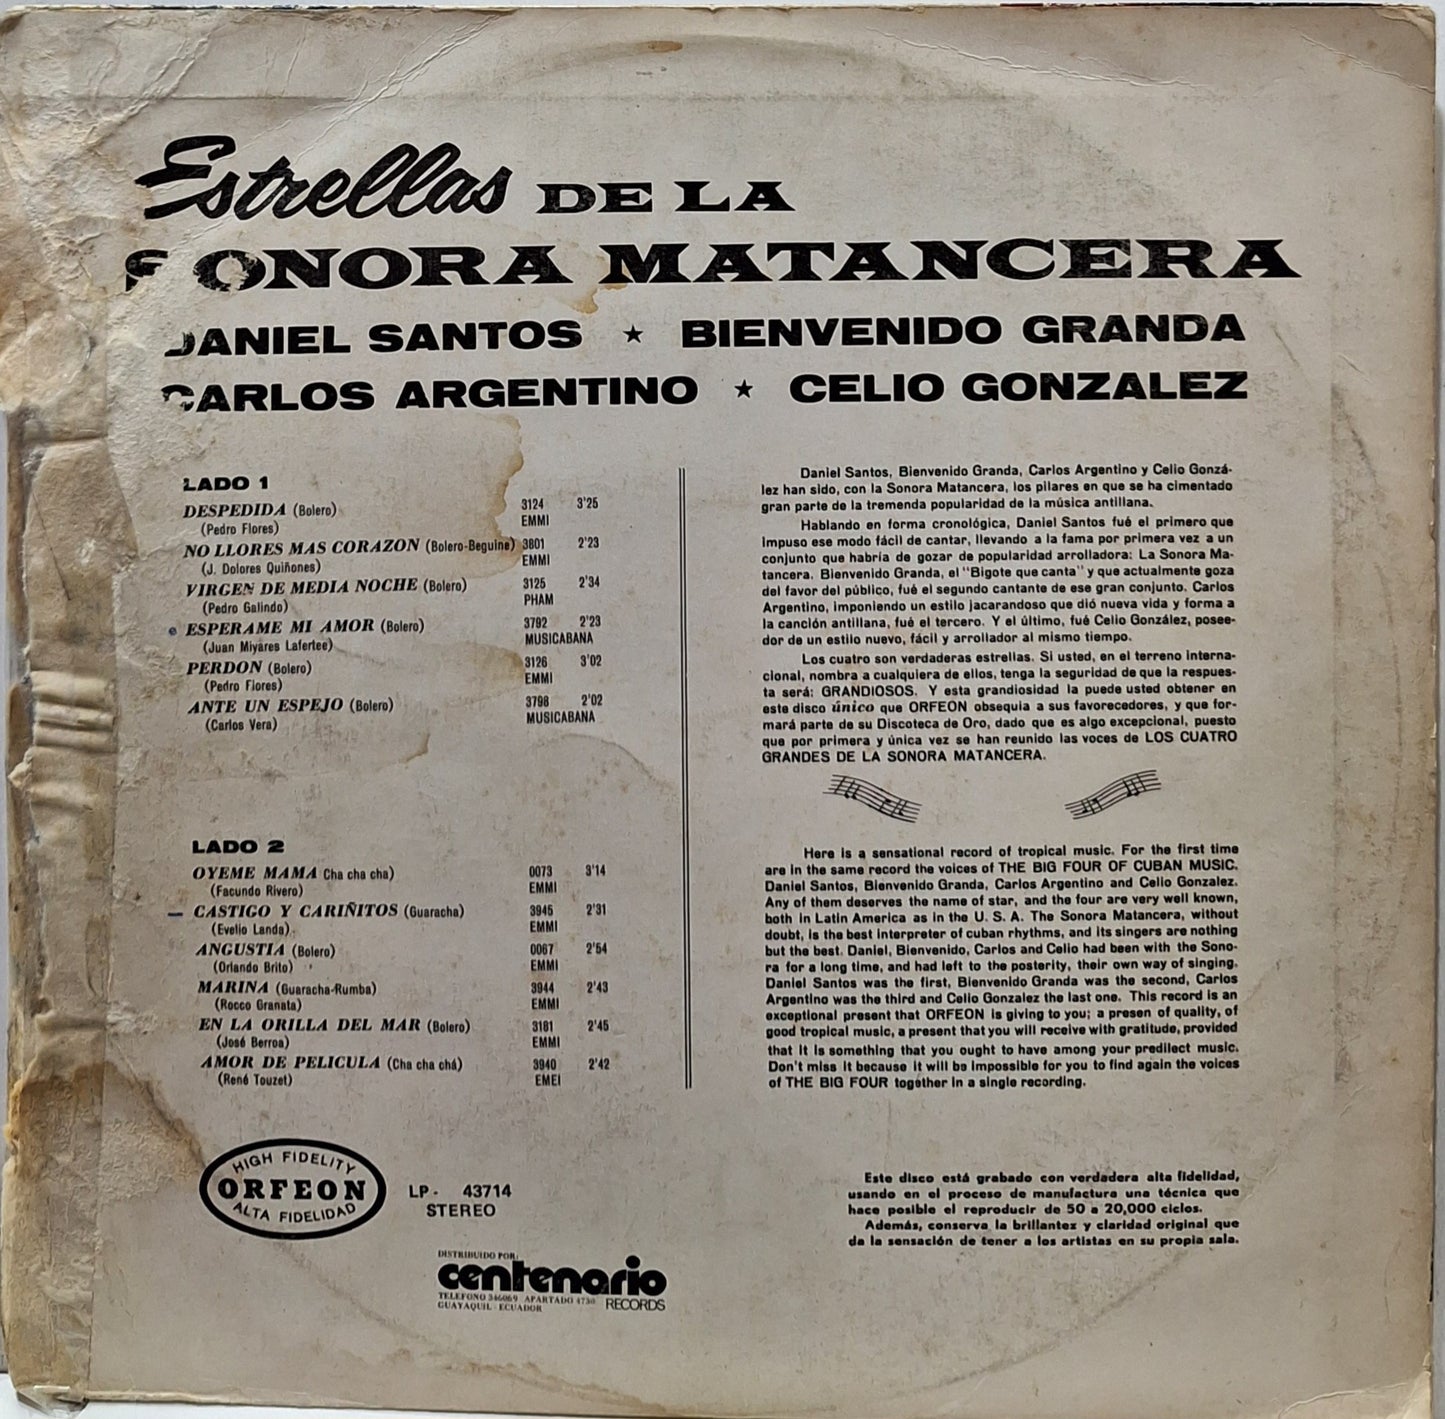 Estrellas DE LA
SONORA MATANCERA
DANIEL SANTOS ★ BIENVENIDO GRANDA
CARLOS ARGENTINO ★ CELIO GONZALEZ
LADO 1
DESPEDIDA (Bolero) 3124 3'25
(Pedro Flores) EMMI
NO LLORES MAS CORAZON (Bolero-Beguine) 3801 2'23
(J. Dolores Quiñones) EMMI
VIRGEN DE MEDIA NOCHE (Bolero) 3125 2'34
(Pedro Galindo) PHAM
ESPERAME MI AMOR (Bolero) 3792 2'23
(Juan Miyares Lafertee) MUSICABANA
PERDON (Bolero) 3126 3'02
(Pedro Flores) EMMI
ANTE UN ESPEJO (Bolero) 3798 2'02
(Carlos Vera) MUSICABANA
LADO 2
OYEME MAMA Cha cha cha) 0073 3'14
(Facundo Rivero) EMMI
CASTIGO Y CARIÑITOS (Guaracha) 3945 2'31
(Evelio Landa) EMMI
ANGUSTIA (Bolero) 0067 2'54
(Orlando Brito) EMMI
MARINA (Guaracha-Rumba) 3944 2'43
(Rocco Granata) EMMI
EN LA ORILLA DEL MAR (Bolero) 3181 2'45
(José Berroa) EMMI
AMOR DE PELICULA (Cha cha chá) 3940 2'42
(René Touzet) EMEI
Daniel Santos, Bienvenido Granda, Carlos Argentino y Celio Gonzá-
lez han sido, con la Sonora Matancera, los pilares en que se ha cimentado
gran parte de la tremenda popularidad de la música antillana.
Hablando en forma cronológica, Daniel Santos fué el primero que
impuso ese modo fácil de cantar, llevando a la fama por primera vez a un
conjunto que habría de gozar de popularidad arrolladora: La Sonora Ma-
tancera. Bienvenido Granda, el "Bigote que canta" y que actualmente goza
del favor del público, fué el segundo cantante de ese gran conjunto. Carlos
Argentino, imponiendo un estilo jacarandoso que dió nueva vida y forma a
la canción antillana, fué el tercero. Y el último, fué Celio González, posee-
dor de un estilo nuevo, fácil y arrollador al mismo tiempo.
Los cuatro son verdaderas estrellas. Si usted, en el terreno interna-
cional, nombra a cualquiera de ellos, tenga la seguridad de que la respues-
ta será: GRANDIOSOS. Y esta grandiosidad la puede usted obtener en
este disco único que ORFEON obsequia a sus favorecedores, y que for-
mará parte de su Discoteca de Oro, dado que es algo excepcional, puesto
que por primera y única vez se han reunido las voces de LOS CUATRO
GRANDES DE LA SONORA MATANCERA.
Here is a sensational record of tropical music. For the first time
are in the same record the voices of THE BIG FOUR OF CUBAN MUSIC.
Daniel Santos, Bienvenido Granda, Carlos Argentino and Celio Gonzalez.
Any of them deserves the name of star, and the four are very well known,
both in Latin America as in the U. S. A. The Sonora Matancera, without
doubt, is the best interpreter of cuban rhythms, and its singers are nothing
but the best. Daniel, Bienvenido, Carlos and Celio had been with the Sono-
ra for a long time, and had left to the posterity, their own way of singing.
Daniel Santos was the first, Bienvenido Granda was the second, Carlos
Argentino was the third and Celio Gonzalez the last one. This record is an
exceptional present that ORFEON is giving to you; a presen of quality, of
good tropical music, a present that you will receive with gratitude, provided
that it is something that you ought to have among your predilect music.
Don't miss it because it will be impossible for you to find again the voices
of THE BIG FOUR together in a single recording.
HIGH FIDELITY
ORFEON
ALTA FIDELIDAD
LP- 43714
STEREO
DISTRIBUIDO POR:
centenario
RECORDS
TELEFONO 346069 APARTADO 4730
GUAYAQUIL - ECUADOR
Este disco está grabado con verdadera alta fidelidad,
usando en el proceso de manufactura una técnica que
hace posible el reproducir de 50 a 20,000 ciclos.
Además, conserva la brillantez y claridad original que
da la sensación de tener a los artistas en su propia sala.